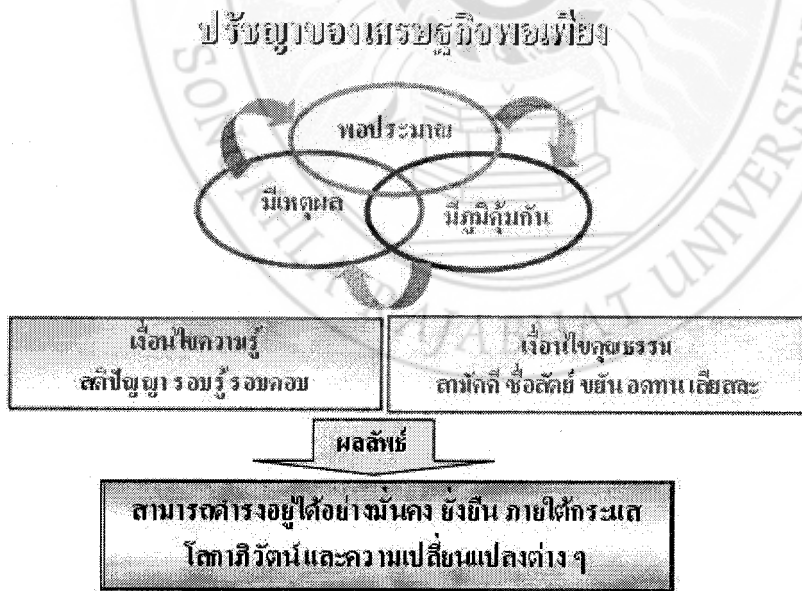 ปรัชญาของเศรษฐกิจพอเพียง
พอประมาณ
มีเหตุผล
มีภูมิคุ้มกัน
เงื่อนไขความรู้
สติปัญญา รอบรู้ รอบคอบ
เงื่อนไขคุณธรรม
สามัคคี ซื่อสัตย์ ขยัน อดทน เสียสละ
ผลลัพธ์
สามารถดำรงอยู่ได้อย่างมั่นคง ยั่งยืน ภายใต้กระแส
โลกาภิวัตน์และความเปลี่ยนแปลงต่าง ๆ
SONGKHLA RAJABHAT UNIVERSITY